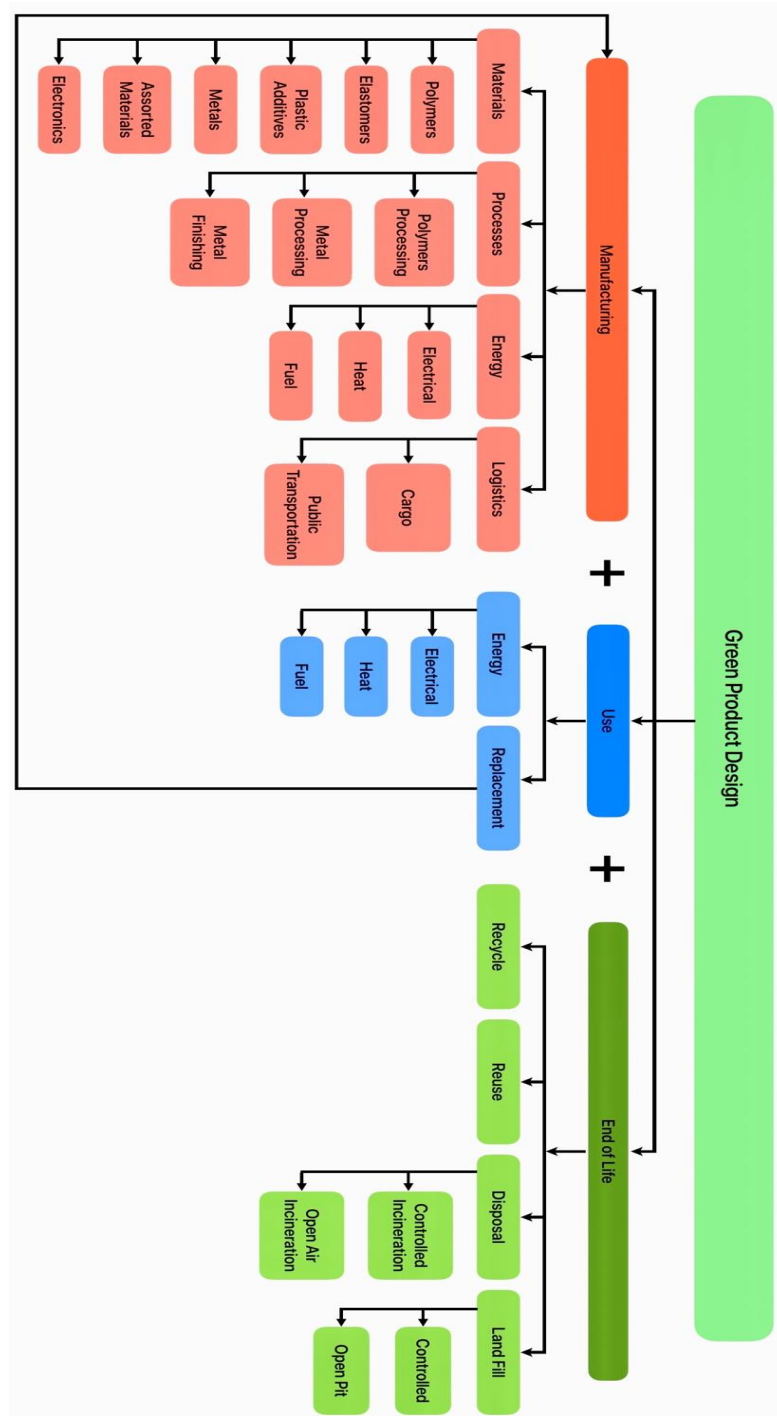 Green Product Design
Manufacturing
+
Use
+
End of Life
Materials
Processes
Energy
Logistics
Energy
Replacement
Recycle
Reuse
Disposal
Land Fill
Polymers
Elastomers
Plastic
Additives
Metals
Assorted
Materials
Electronics
Polymers
Processing
Metal
Processing
Metal
Finishing
Electrical
Heat
Fuel
Cargo
Public
Transportation
Electrical
Heat
Fuel
Controlled
Incineration
Open Air
Incineration
Controlled
Open Pit